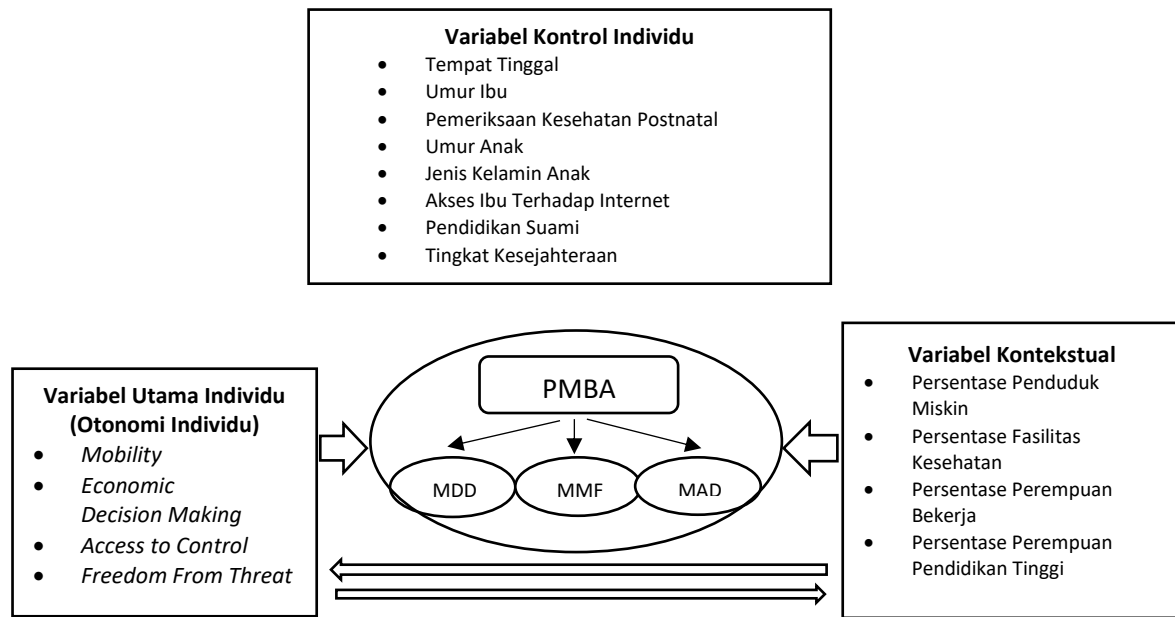 Variabel Kontrol Individu
• Tempat Tinggal
• Umur Ibu
• Pemeriksaan Kesehatan Postnatal
• Umur Anak
• Jenis Kelamin Anak
• Akses Ibu Terhadap Internet
• Pendidikan Suami
• Tingkat Kesejahteraan
Variabel Utama Individu
(Otonomi Individu)
• Mobility
• Economic
Decision Making
• Access to Control
• Freedom From Threat
PMBA
MDD
MMF
MAD
Variabel Kontekstual
• Persentase Penduduk
Miskin
• Persentase Fasilitas
Kesehatan
• Persentase Perempuan
Bekerja
• Persentase Perempuan
Pendidikan Tinggi